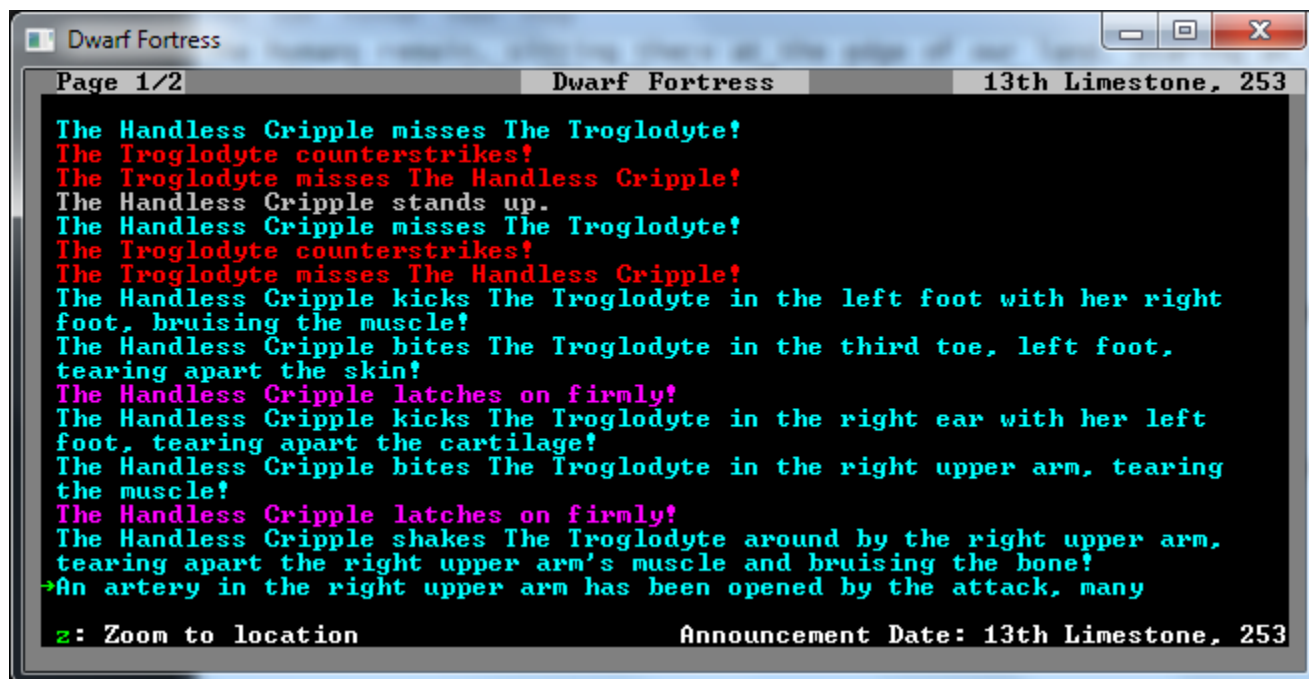 Dwarf Fortress
Page 1/2 Dwarf Fortress 13th Limestone, 253
The Handless Cripple misses The Troglodyte!
The Troglodyte counterstrikes!
The Troglodyte misses The Handless Cripple!
The Handless Cripple stands up.
The Handless Cripple misses The Troglodyte!
The Troglodyte counterstrikes!
The Troglodyte misses The Handless Cripple!
The Handless Cripple kicks The Troglodyte in the left foot with her right
foot, bruising the muscle!
The Handless Cripple bites The Troglodyte in the third toe, left foot,
tearing apart the skin!
The Handless Cripple latches on firmly!
The Handless Cripple kicks The Troglodyte in the right ear with her left
foot, tearing apart the cartilage!
The Handless Cripple bites The Troglodyte in the right upper arm, tearing
the muscle!
The Handless Cripple latches on firmly!
The Handless Cripple shakes The Troglodyte around by the right upper arm,
tearing apart the right upper arm's muscle and bruising the bone!
→An artery in the right upper arm has been opened by the attack, many
z: Zoom to location Announcement Date: 13th Limestone, 253